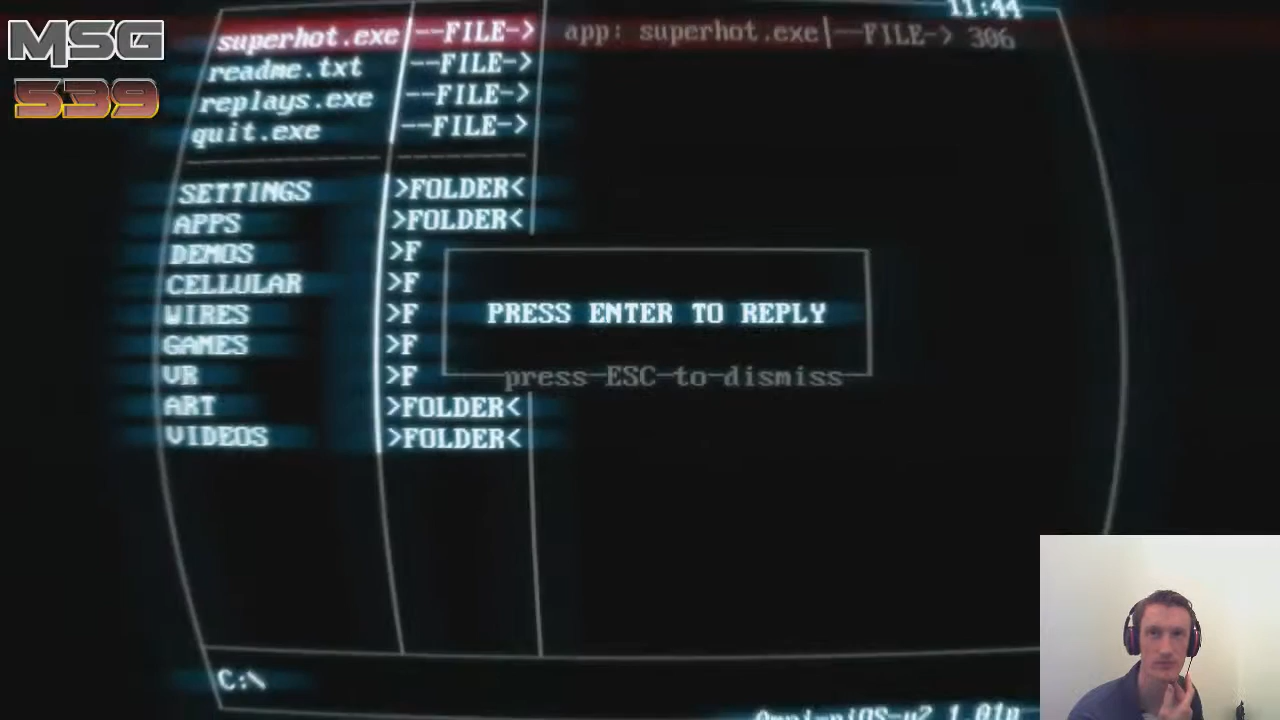 MSG
539
11:44
superhot.exe --FILE-> app: superhot.exe --FILE-> 306
readme.txt --FILE->
replays.exe --FILE->
quit.exe --FILE->
SETTINGS >FOLDER<
APPS >FOLDER<
DEMOS >F
CELLULAR >F
WIRES >F
GAMES >F
VR >F
ART >FOLDER<
VIDEOS >FOLDER<
PRESS ENTER TO REPLY
press ESC to dismiss
C:\